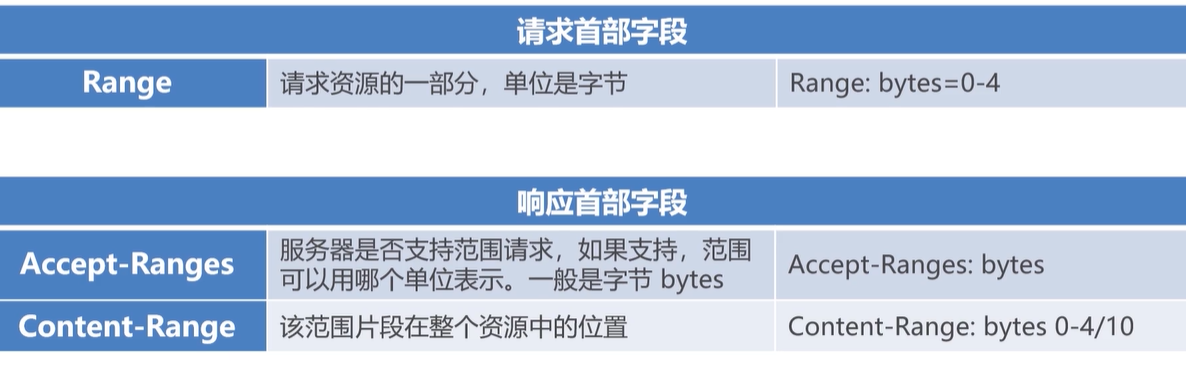 请求首部字段
Range 请求资源的一部分，单位是字节 Range: bytes=0-4
响应首部字段
Accept-Ranges 服务器是否支持范围请求，如果支持，范围
可以用哪个单位表示。一般是字节 bytes Accept-Ranges: bytes
Content-Range 该范围片段在整个资源中的位置 Content-Range: bytes 0-4/10